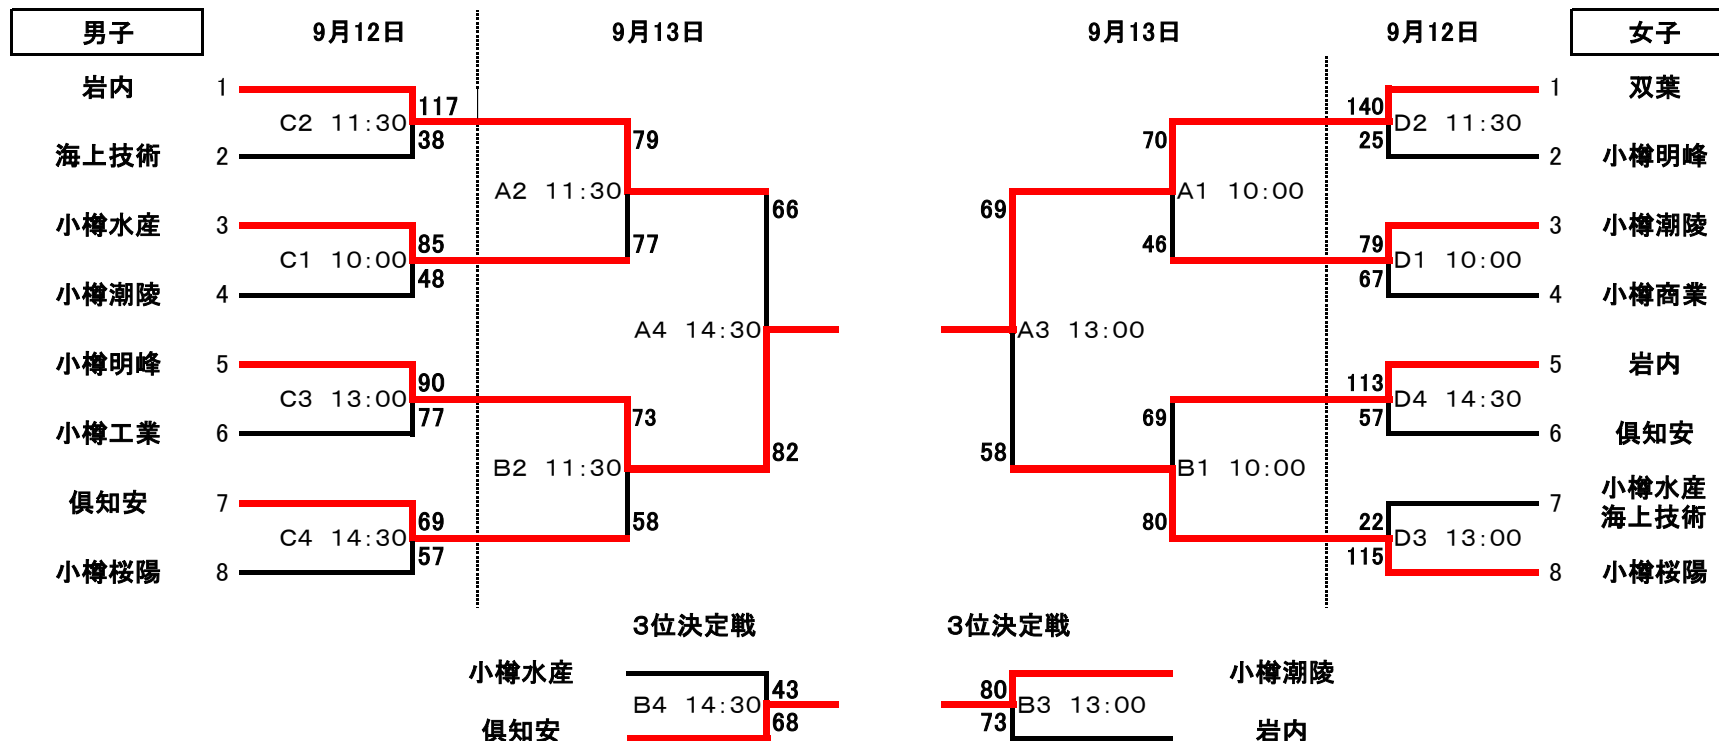 男子 9月12日 9月13日 9月13日 9月12日 女子
岩内 1 1 双葉
117 140
C2 11:30 D2 11:30
38 79 70 25
海上技術 2 2 小樽明峰
A2 11:30 A1 10:00
66 69
小樽水産 3 3 小樽潮陵
85 77 46 79
C1 10:00 D1 10:00
48 67
小樽潮陵 4 4 小樽商業
A4 14:30 A3 13:00
小樽明峰 5 5 岩内
90 113
C3 13:00 D4 14:30
77 73 69 57
小樽工業 6 6 倶知安
82 58
B2 11:30 B1 10:00
小樽水産
倶知安 7 7
海上技術
69 58 80 22
C4 14:30 D3 13:00
57 115
小樽桜陽 8 8 小樽桜陽
3位決定戦 3位決定戦
小樽水産 小樽潮陵
43 80
B4 14:30 B3 13:00
68 73
倶知安 岩内